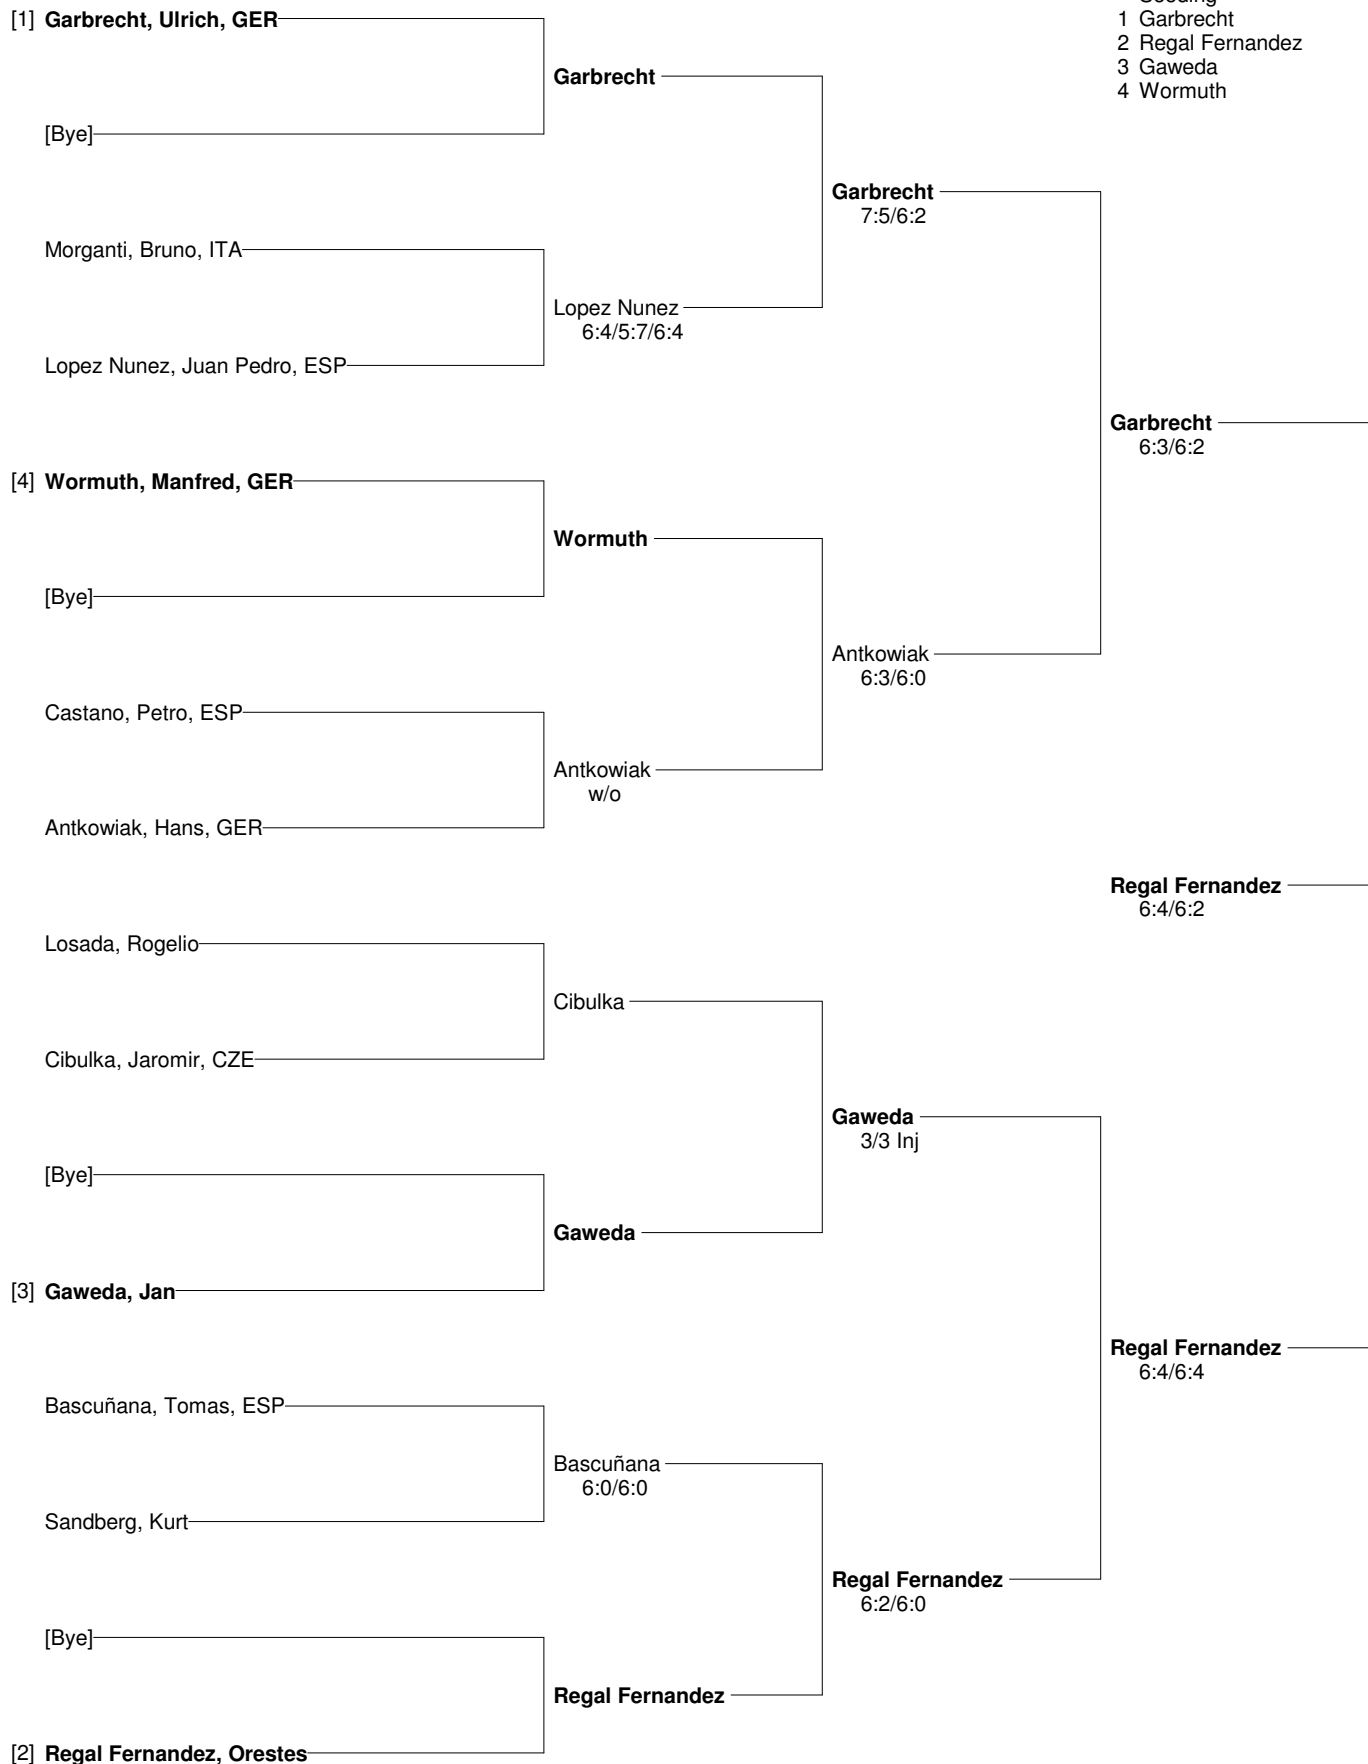 Seeding
[1] Garbrecht, Ulrich, GER
1 Garbrecht
2 Regal Fernandez
3 Gaweda
4 Wormuth
Garbrecht
[Bye]
Garbrecht
7:5/6:2
Morganti, Bruno, ITA
Lopez Nunez
6:4/5:7/6:4
Lopez Nunez, Juan Pedro, ESP
Garbrecht
6:3/6:2
[4] Wormuth, Manfred, GER
Wormuth
[Bye]
Antkowiak
6:3/6:0
Castano, Petro, ESP
Antkowiak
w/o
Antkowiak, Hans, GER
Regal Fernandez
6:4/6:2
Losada, Rogelio
Cibulka
Cibulka, Jaromir, CZE
Gaweda
3/3 Inj
[Bye]
Gaweda
[3] Gaweda, Jan
Regal Fernandez
6:4/6:4
Bascuñana, Tomas, ESP
Bascuñana
6:0/6:0
Sandberg, Kurt
Regal Fernandez
6:2/6:0
[Bye]
Regal Fernandez
[2] Regal Fernandez, Orestes